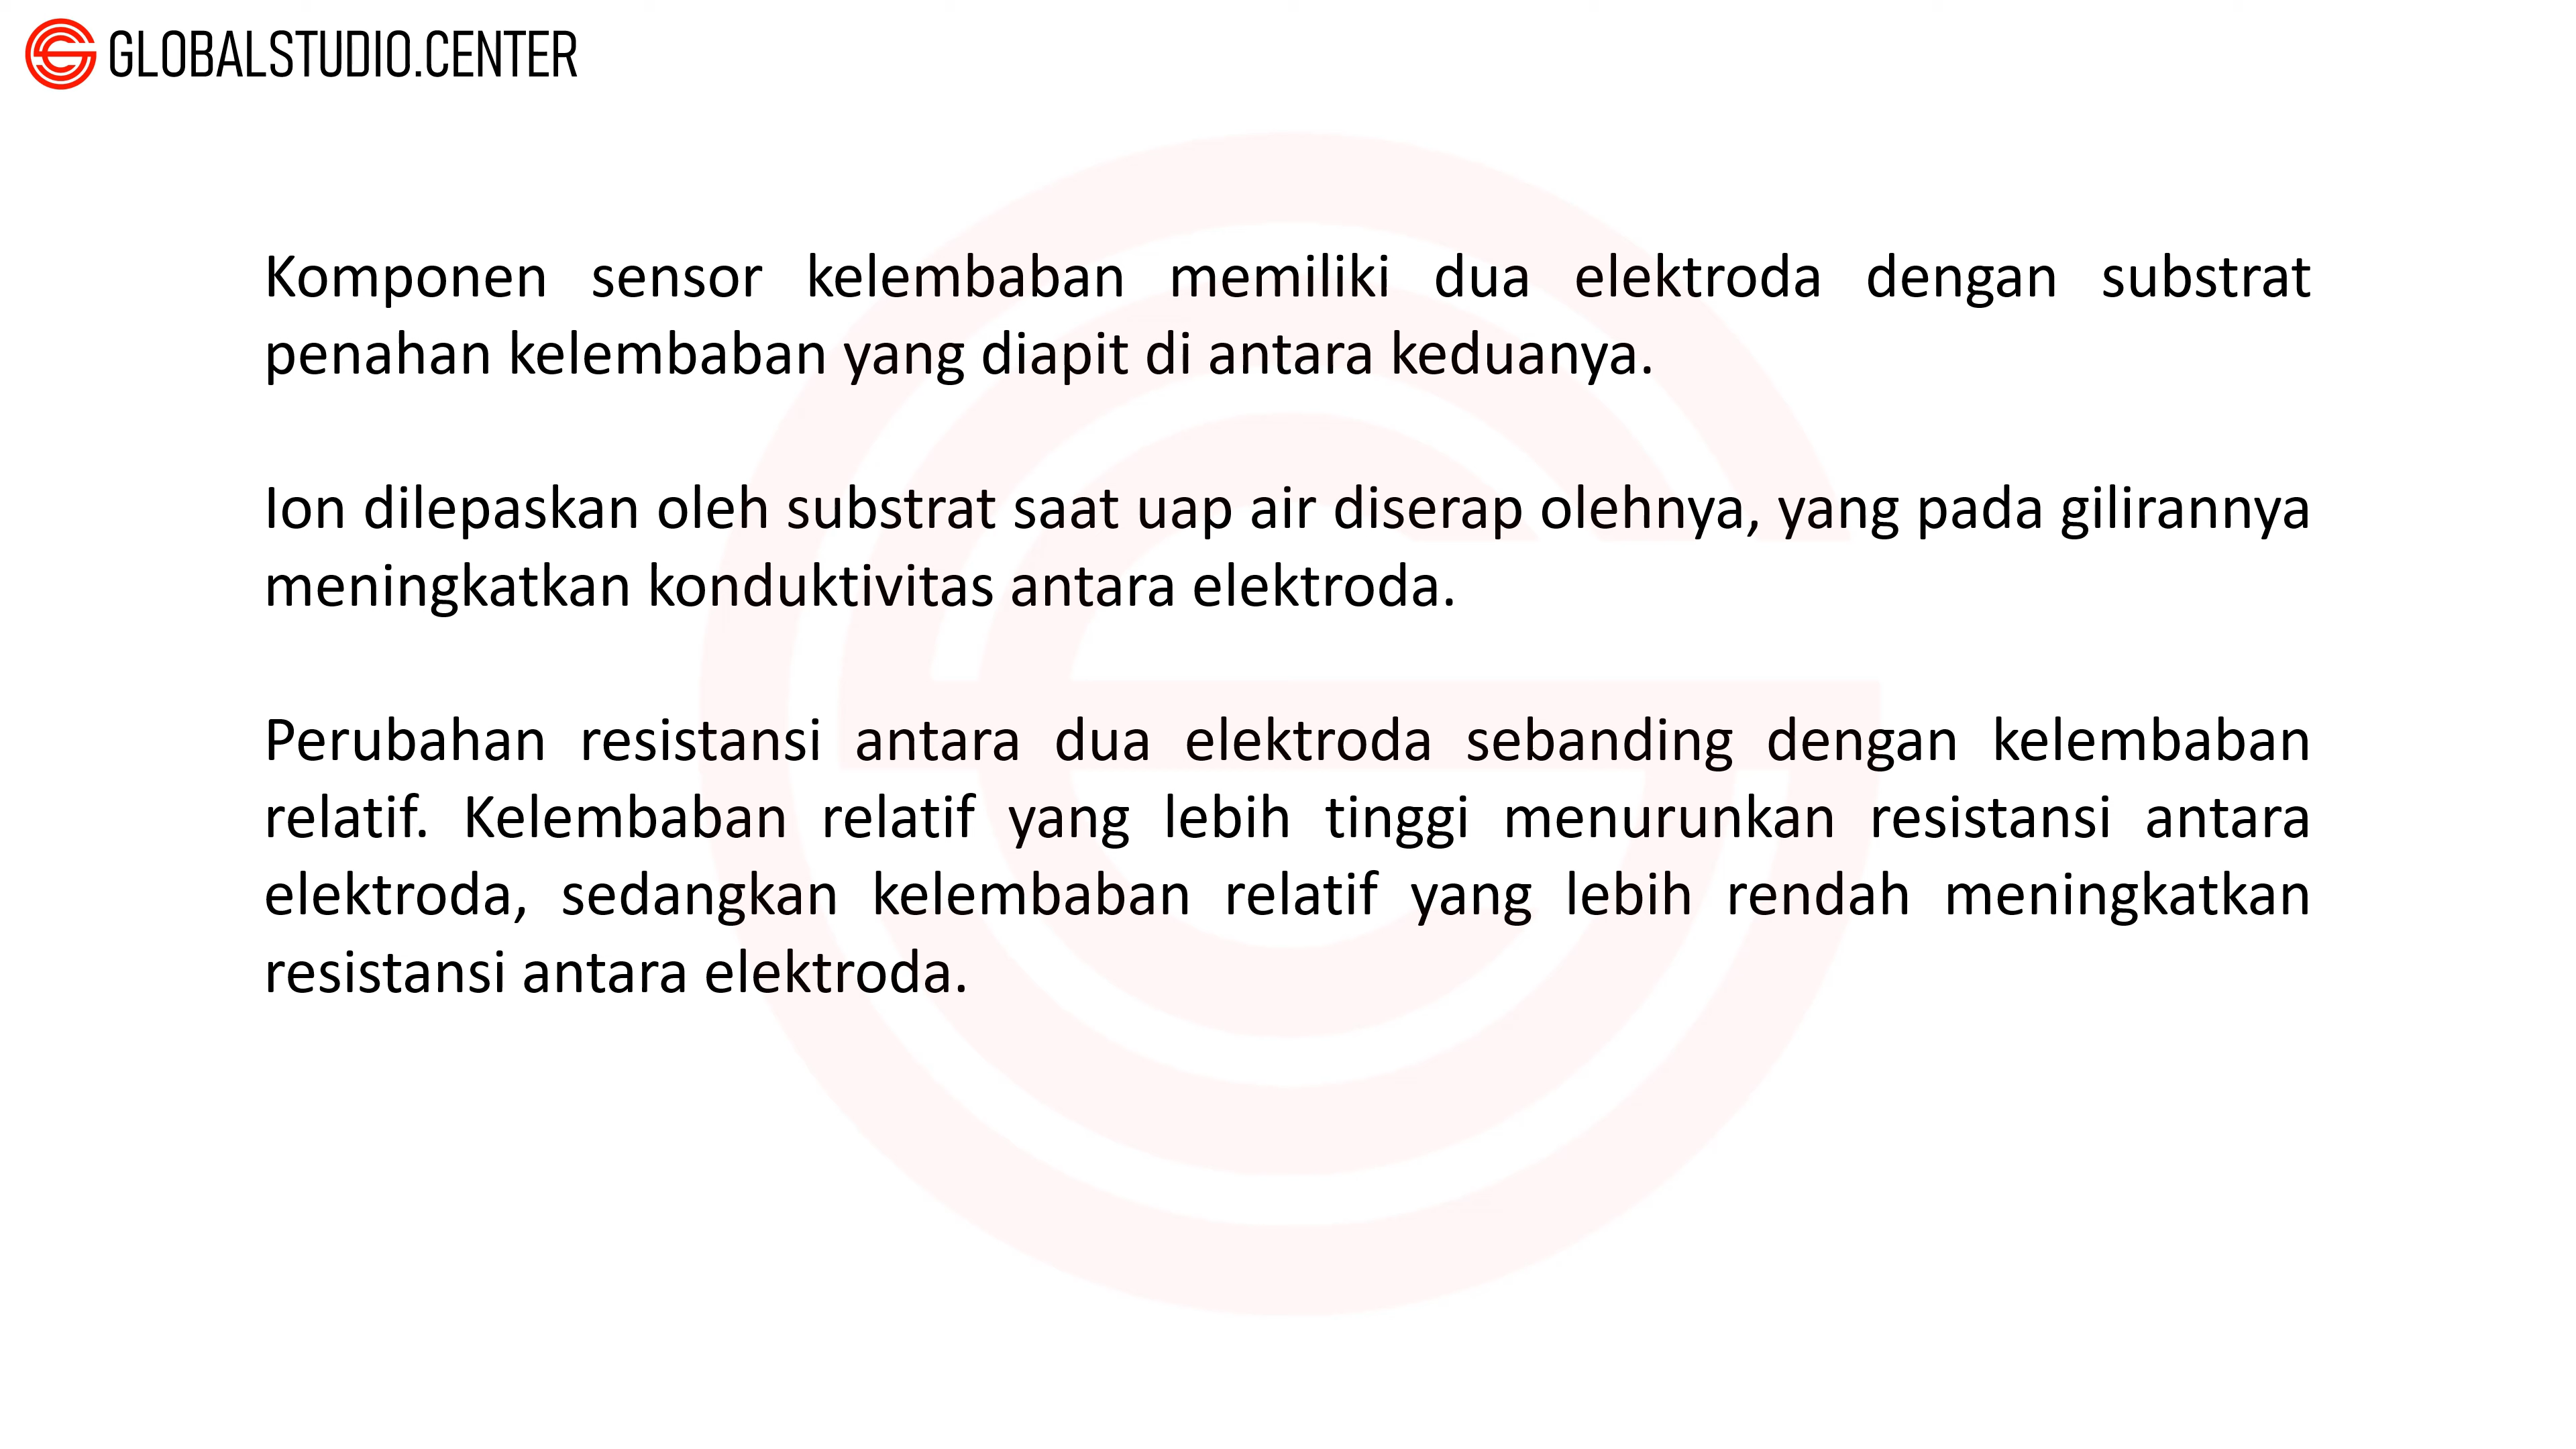 GLOBALSTUDIO.CENTER
Komponen sensor kelembaban memiliki dua elektroda dengan substrat
penahan kelembaban yang diapit di antara keduanya.
Ion dilepaskan oleh substrat saat uap air diserap olehnya, yang pada gilirannya
meningkatkan konduktivitas antara elektroda.
Perubahan resistansi antara dua elektroda sebanding dengan kelembaban
relatif. Kelembaban relatif yang lebih tinggi menurunkan resistansi antara
elektroda, sedangkan kelembaban relatif yang lebih rendah meningkatkan
resistansi antara elektroda.